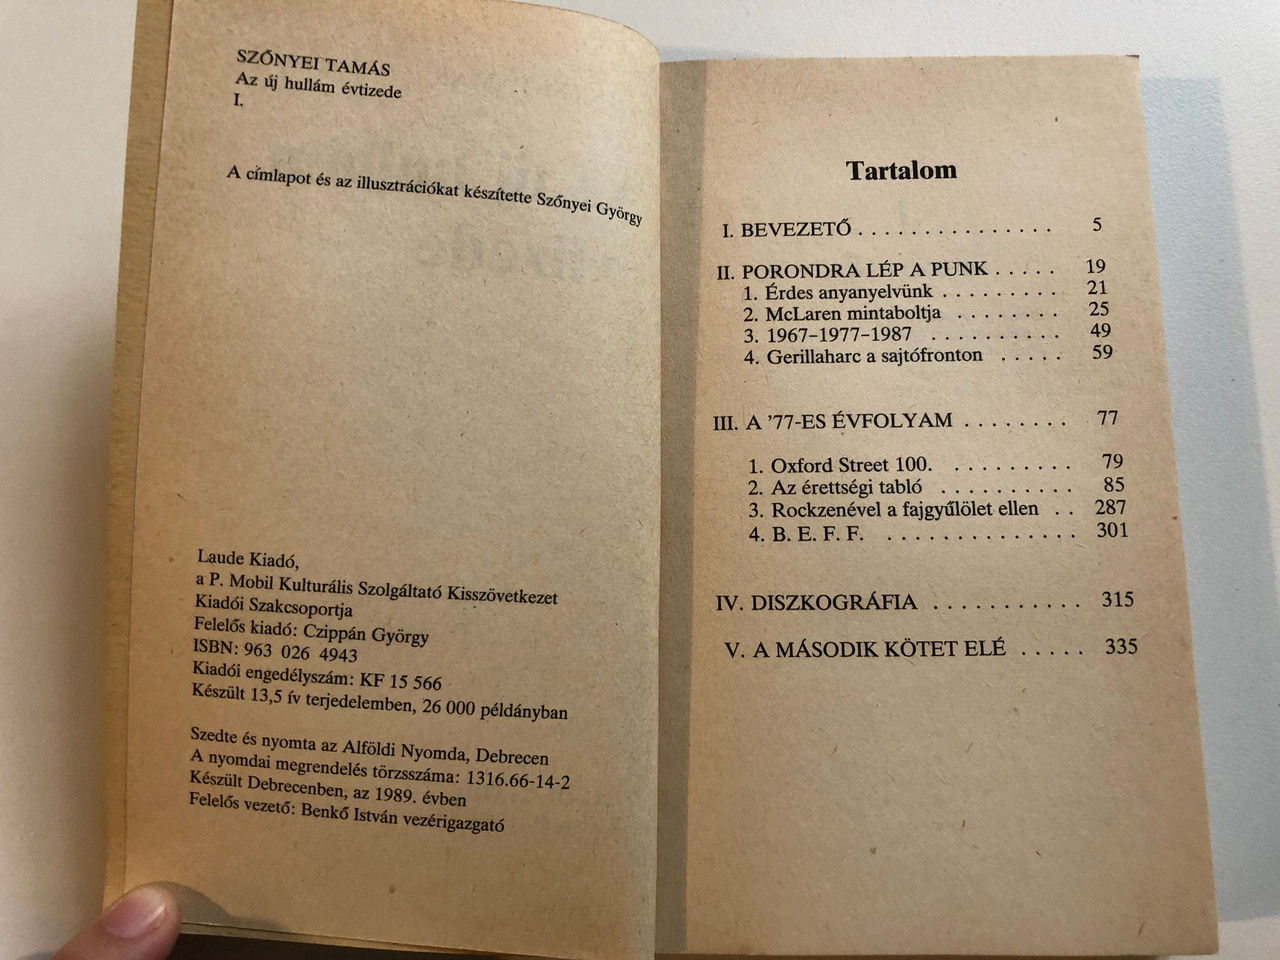 SZŐNYEI TAMÁS
Az új hullám évtizede
I.
A címlapot és az illusztrációkat készítette Szőnyei György
Laude Kiadó,
a P. Mobil Kulturális Szolgáltató Kisszövetkezet
Kiadói Szakcsoportja
Felelős kiadó: Czippán György
ISBN: 963 026 4943
Kiadói engedélyszám: KF 15 566
Készült 13,5 ív terjedelemben, 26 000 példányban
Szedte és nyomta az Alföldi Nyomda, Debrecen
A nyomdai megrendelés törzsszáma: 1316.66-14-2
Készült Debrecenben, az 1989. évben
Felelős vezető: Benkő István vezérigazgató
Tartalom
I. BEVEZETŐ . . . . . . . . . . . . . . . 5
II. PORONDRA LÉP A PUNK . . . . . 19
1. Érdes anyanyelvünk . . . . . . . . . 21
2. McLaren mintaboltja . . . . . . . . 25
3. 1967–1977–1987 . . . . . . . . . . 49
4. Gerillaharc a sajtófronton . . . . . 59
III. A ’77-ES ÉVFOLYAM . . . . . . . . 77
1. Oxford Street 100. . . . . . . . . . 79
2. Az érettségi tabló . . . . . . . . . . 85
3. Rockzenével a fajgyűlölet ellen . . 287
4. B. E. F. F. . . . . . . . . . . . . . . . 301
IV. DISZKOGRÁFIA . . . . . . . . . . . 315
V. A MÁSODIK KÖTET ELÉ . . . . . 335